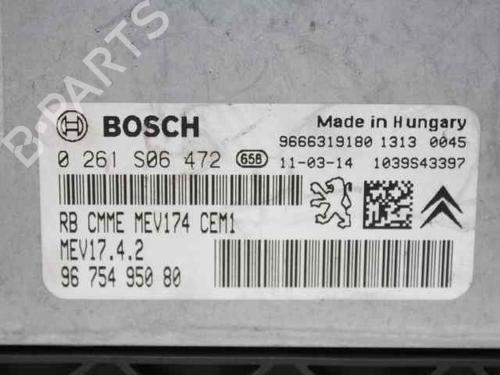 B-PARTS
BOSCH
Made in Hungary
9666319180 1313 0045
0 261 S06 472 658 11-03-14 1039S43397
RB CMME MEV174 CEM1
MEV17.4.2
96 754 950 80